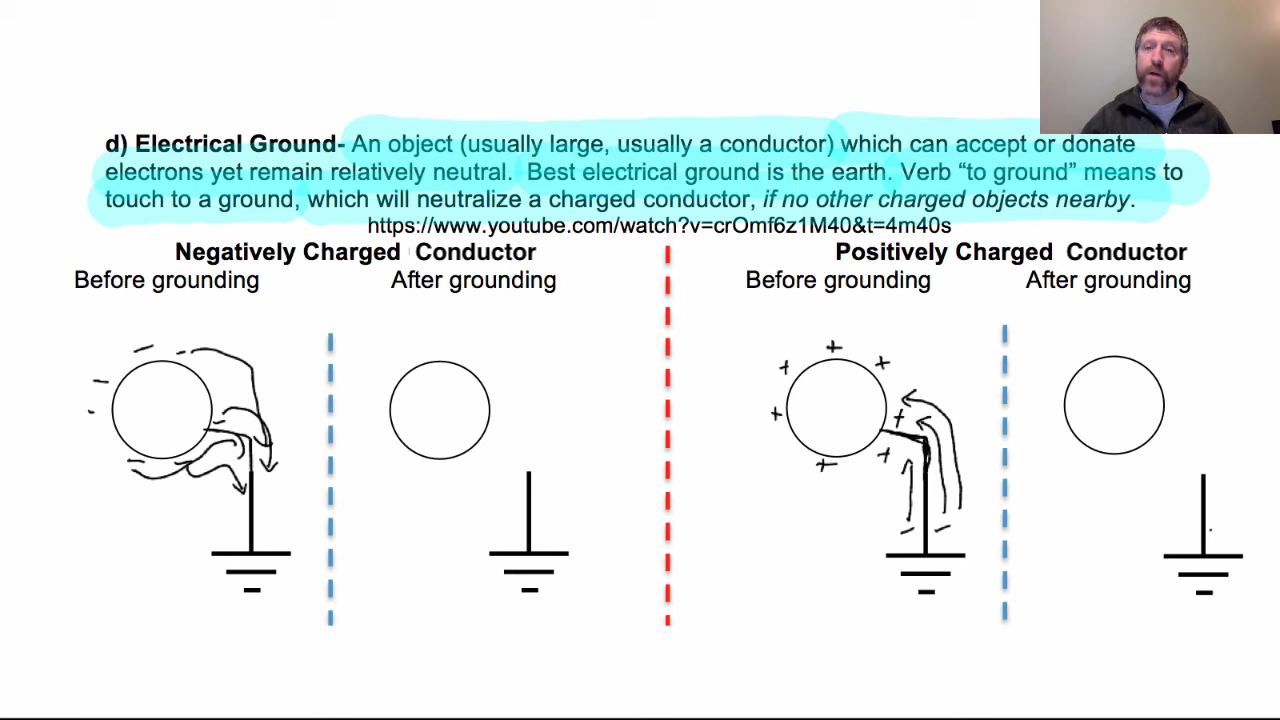 d) Electrical Ground- An object (usually large, usually a conductor) which can accept or donate
electrons yet remain relatively neutral. Best electrical ground is the earth. Verb “to ground” means to
touch to a ground, which will neutralize a charged conductor, if no other charged objects nearby.
https://www.youtube.com/watch?v=crOmf6z1M40&t=4m40s
Negatively Charged Conductor
Before grounding
After grounding
Positively Charged Conductor
Before grounding
After grounding